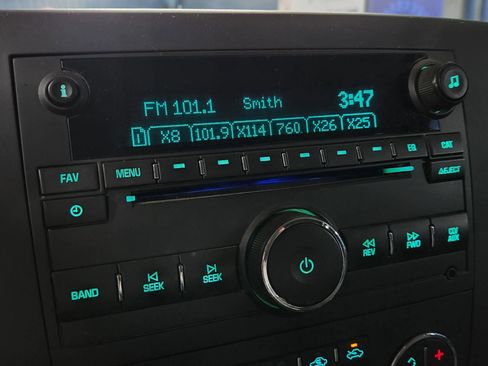 FM 101.1 Smith 3:47
1 X8 101.9 X114 760 X26 X25
FAV MENU EQ CAT
EJECT
BAND SEEK SEEK REV FWD CD/AUX